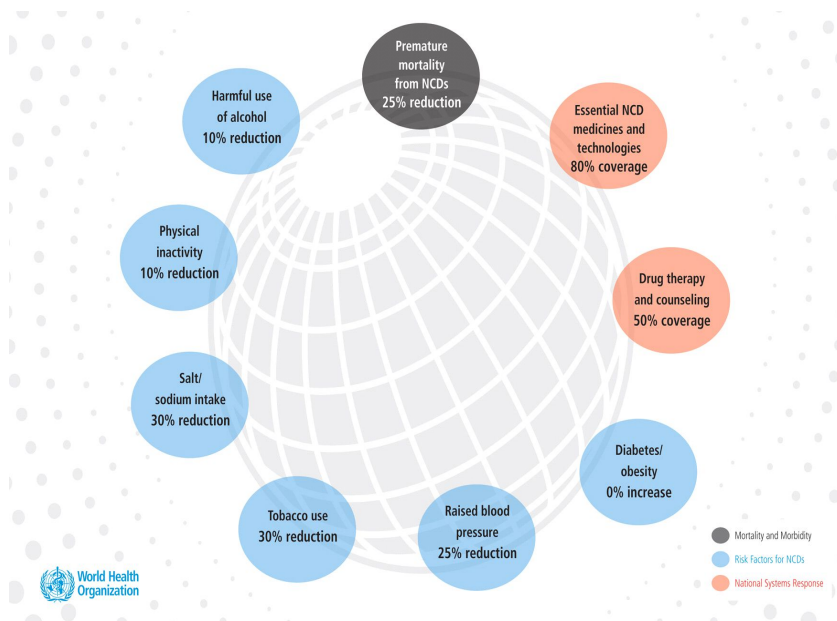 Premature
mortality
from NCDs
25% reduction
Harmful use
of alcohol
10% reduction
Essential NCD
medicines and
technologies
80% coverage
Physical
inactivity
10% reduction
Drug therapy
and counseling
50% coverage
Salt/
sodium intake
30% reduction
Diabetes/
obesity
0% increase
Tobacco use
30% reduction
Raised blood
pressure
25% reduction
Mortality and Morbidity
Risk Factors for NCDs
National Systems Response
World Health
Organization